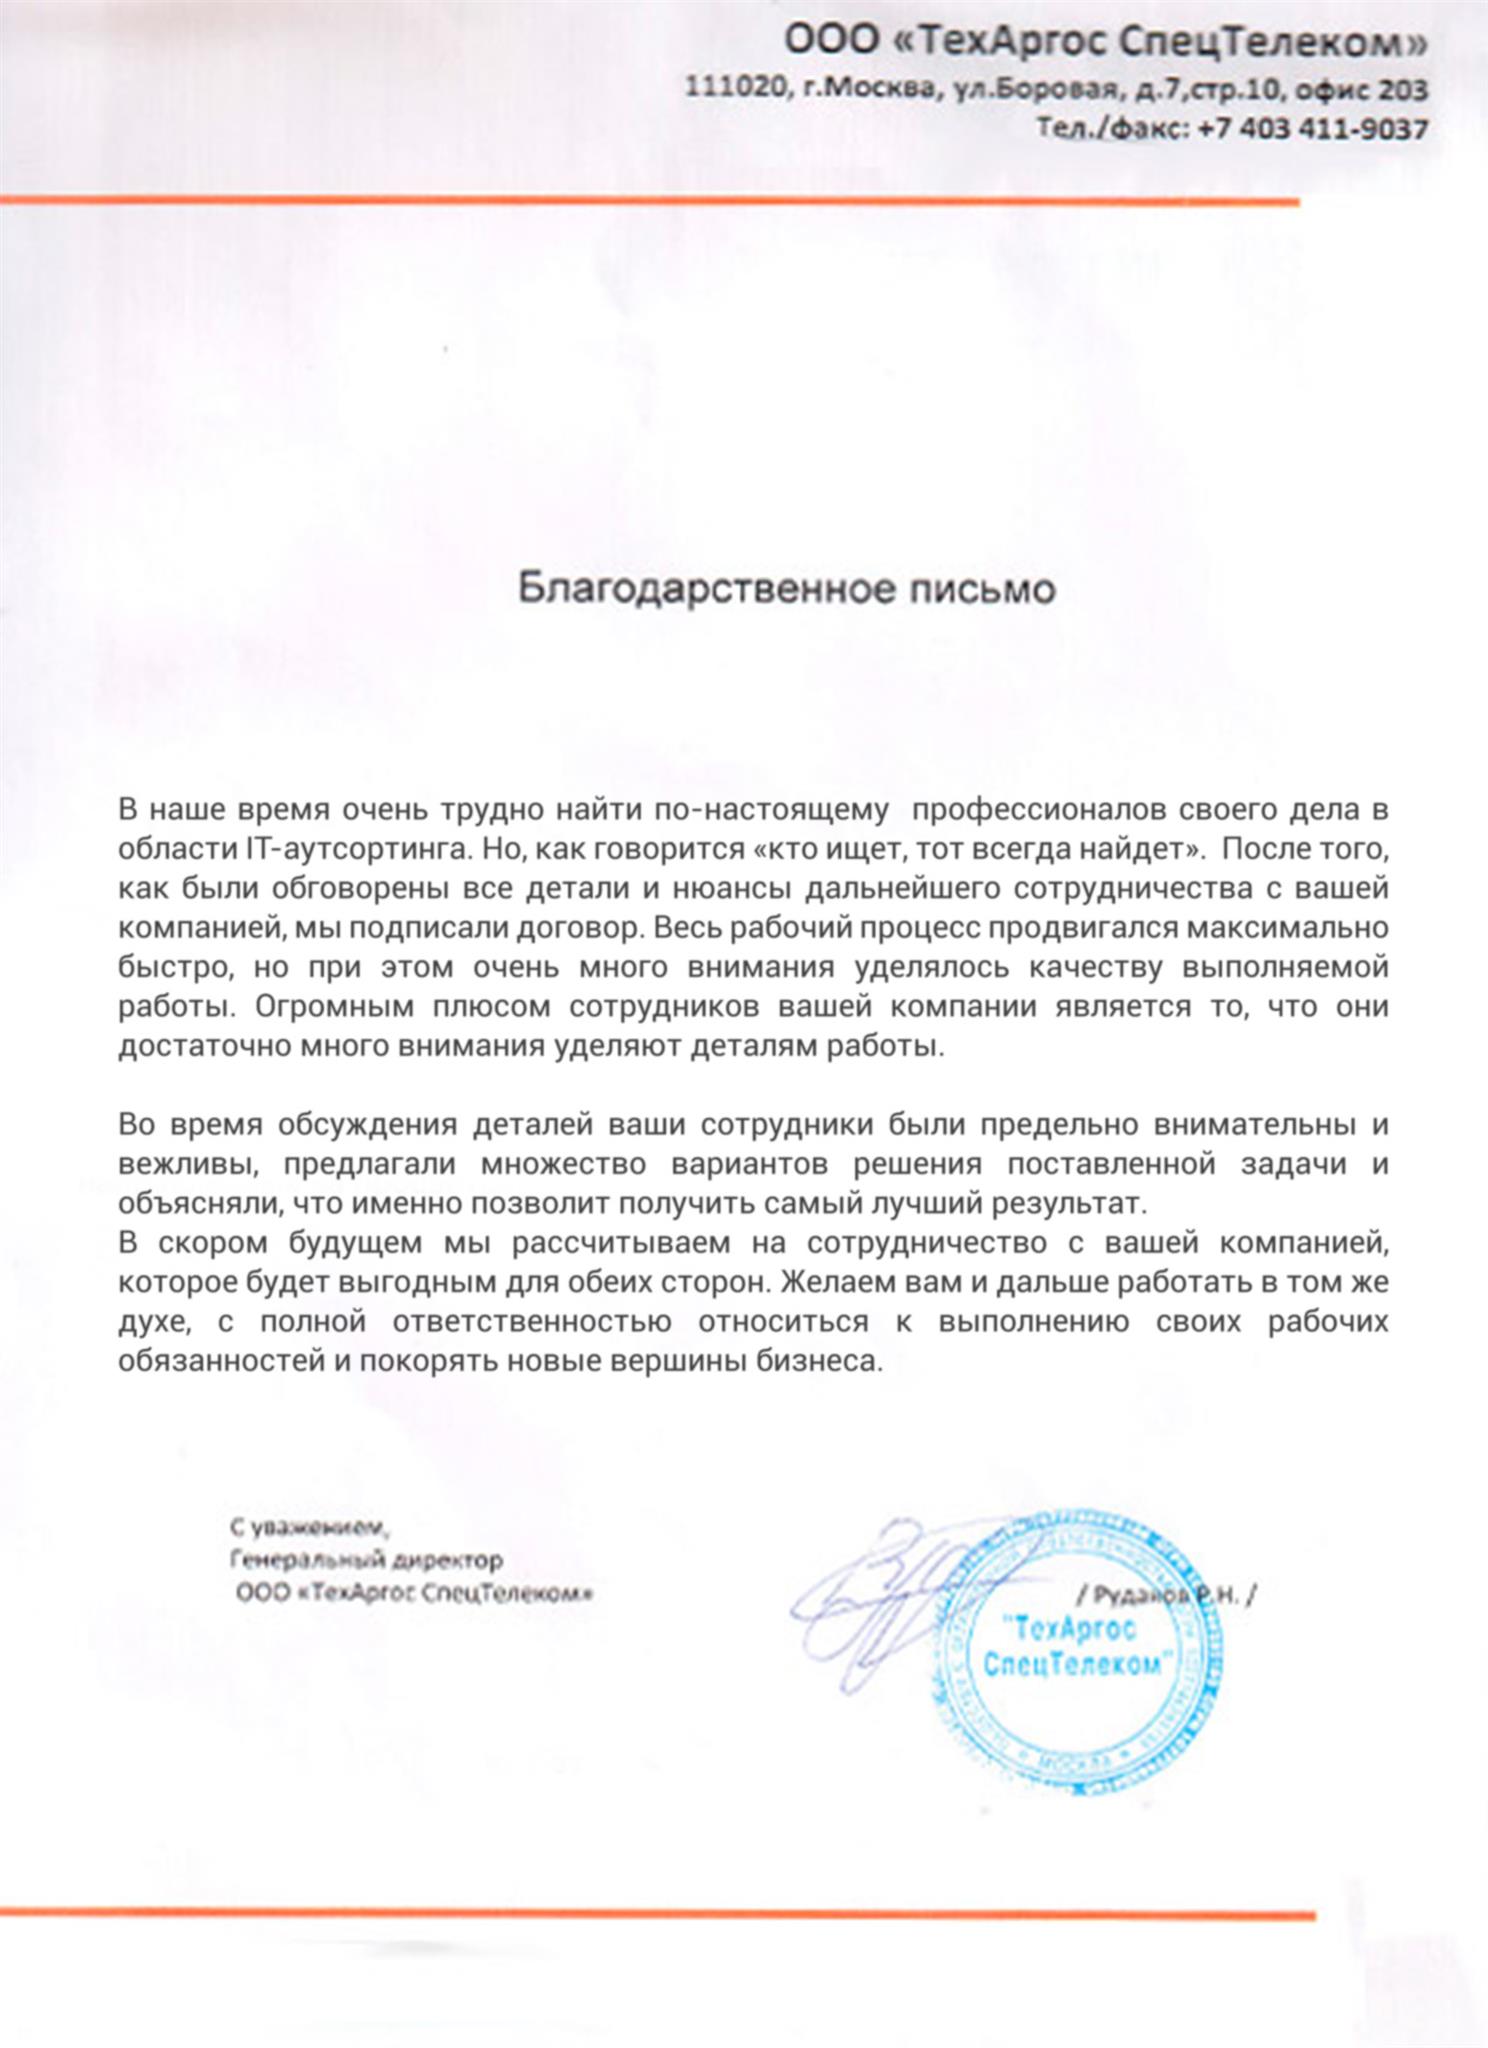 ООО «ТехАргос СпецТелеком»
111020, г.Москва, ул.Боровая, д.7,стр.10, офис 203
Тел./факс: +7 403 411-9037
Благодарственное письмо
В наше время очень трудно найти по-настоящему профессионалов своего дела в
области IT-аутсортинга. Но, как говорится «кто ищет, тот всегда найдет». После того,
как были обговорены все детали и нюансы дальнейшего сотрудничества с вашей
компанией, мы подписали договор. Весь рабочий процесс продвигался максимально
быстро, но при этом очень много внимания уделялось качеству выполняемой
работы. Огромным плюсом сотрудников вашей компании является то, что они
достаточно много внимания уделяют деталям работы.
Во время обсуждения деталей ваши сотрудники были предельно внимательны и
вежливы, предлагали множество вариантов решения поставленной задачи и
объясняли, что именно позволит получить самый лучший результат.
В скором будущем мы рассчитываем на сотрудничество с вашей компанией,
которое будет выгодным для обеих сторон. Желаем вам и дальше работать в том же
духе, с полной ответственностью относиться к выполнению своих рабочих
обязанностей и покорять новые вершины бизнеса.
С уважением,
Генеральный директор
ООО «ТехАргос СпецТелеком»
/ Руданов Р.Н. /
"ТехАргос
СпецТелеком"
* МОСКВА *